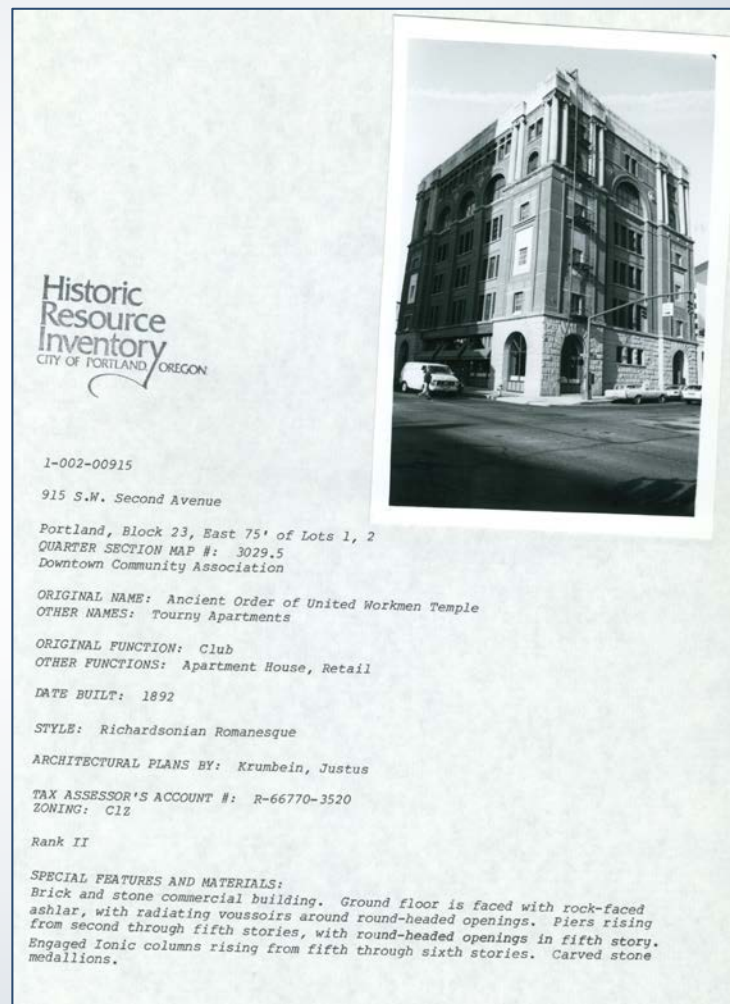 Historic
Resource
Inventory
CITY OF PORTLAND, OREGON
1-002-00915
915 S.W. Second Avenue
Portland, Block 23, East 75' of Lots 1, 2
QUARTER SECTION MAP #: 3029.5
Downtown Community Association
ORIGINAL NAME: Ancient Order of United Workmen Temple
OTHER NAMES: Tourny Apartments
ORIGINAL FUNCTION: Club
OTHER FUNCTIONS: Apartment House, Retail
DATE BUILT: 1892
STYLE: Richardsonian Romanesque
ARCHITECTURAL PLANS BY: Krumbein, Justus
TAX ASSESSOR'S ACCOUNT #: R-66770-3520
ZONING: C1Z
Rank II
SPECIAL FEATURES AND MATERIALS:
Brick and stone commercial building. Ground floor is faced with rock-faced
ashlar, with radiating voussoirs around round-headed openings. Piers rising
from second through fifth stories, with round-headed openings in fifth story.
Engaged Ionic columns rising from fifth through sixth stories. Carved stone
medallions.